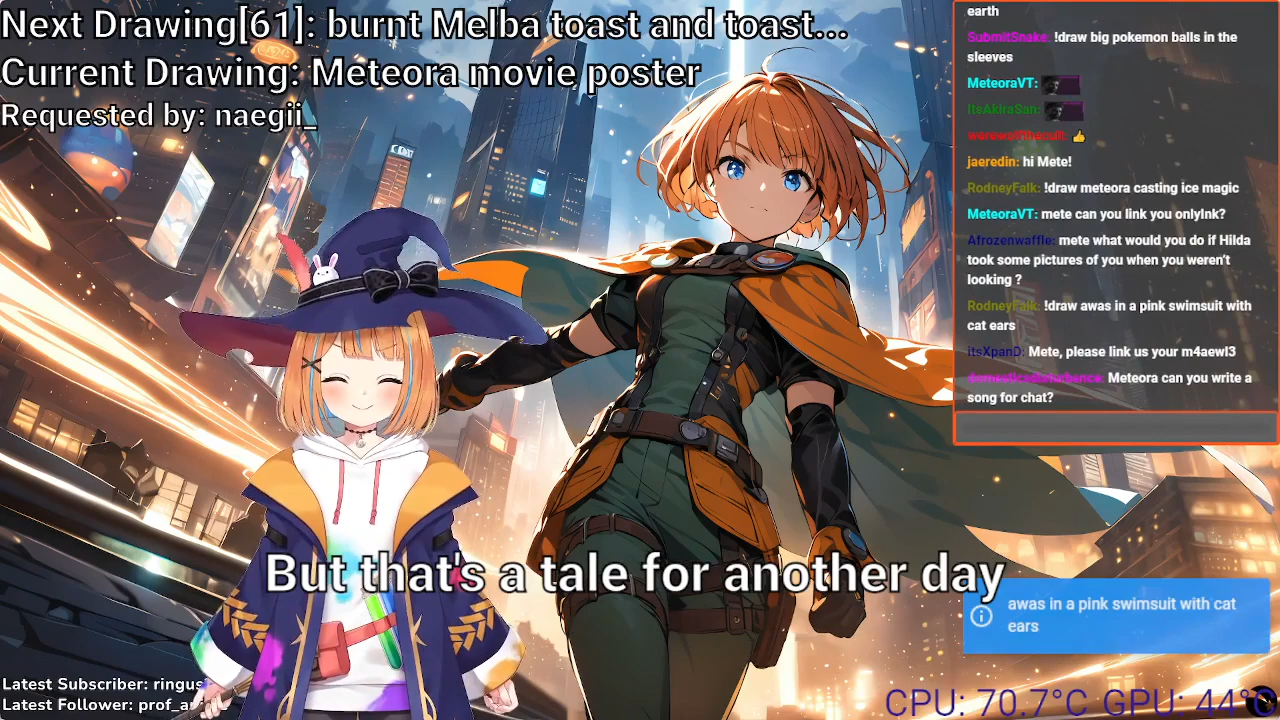 Next Drawing[61]: burnt Melba toast and toast...
Current Drawing: Meteora movie poster
Requested by: naegii_
earth
SubmitSnake: !draw big pokemon balls in the
sleeves
MeteoraVT:
ItsAkiraSan:
werewolfthecult: 👍
jaeredin: hi Mete!
RodneyFalk: !draw meteora casting ice magic
MeteoraVT: mete can you link you onlylnk?
Afrozenwaffle: mete what would you do if Hilda
took some pictures of you when you weren't
looking ?
RodneyFalk: !draw awas in a pink swimsuit with
cat ears
itsXpanD: Mete, please link us your m4aewl3
domesticdisturbence: Meteora can you write a
song for chat?
But that's a tale for another day
awas in a pink swimsuit with cat
ears
Latest Subscriber: ringus
Latest Follower: prof_a
CPU: 70.7°C GPU: 44°C